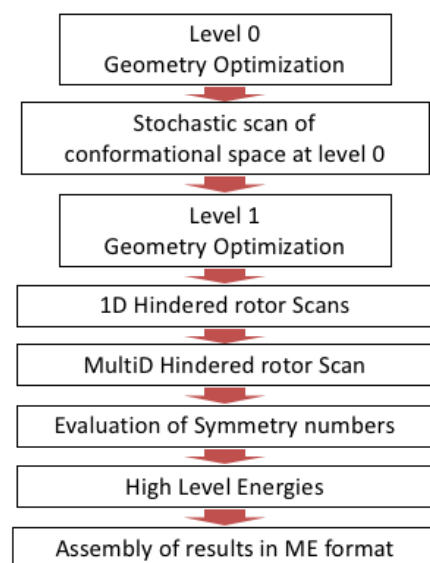 Level 0
Geometry Optimization
Stochastic scan of
conformational space at level 0
Level 1
Geometry Optimization
1D Hindered rotor Scans
MultiD Hindered rotor Scan
Evaluation of Symmetry numbers
High Level Energies
Assembly of results in ME format